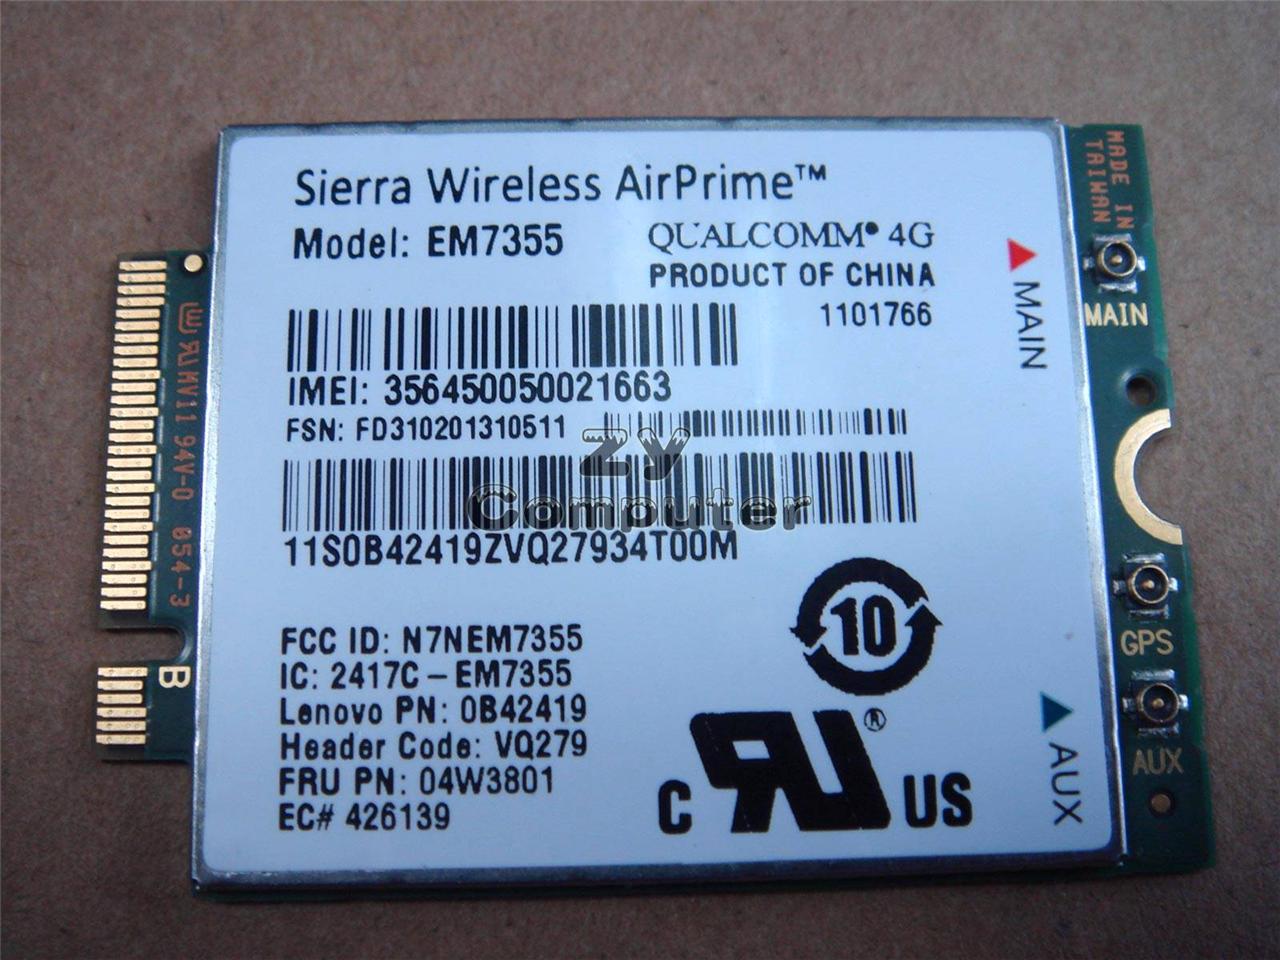 Sierra Wireless AirPrime™
Model: EM7355
QUALCOMM® 4G
PRODUCT OF CHINA
1101766
IMEI: 356450050021663
FSN: FD310201310511
zy
Computer
11S0B42419ZVQ27934T00M
FCC ID: N7NEM7355
IC: 2417C-EM7355
Lenovo PN: 0B42419
Header Code: VQ279
FRU PN: 04W3801
EC# 426139
10
C RU® US
MAIN
AUX
MADE IN
TAIWAN
MAIN
GPS
AUX
MV11 94V-0 054-3
B